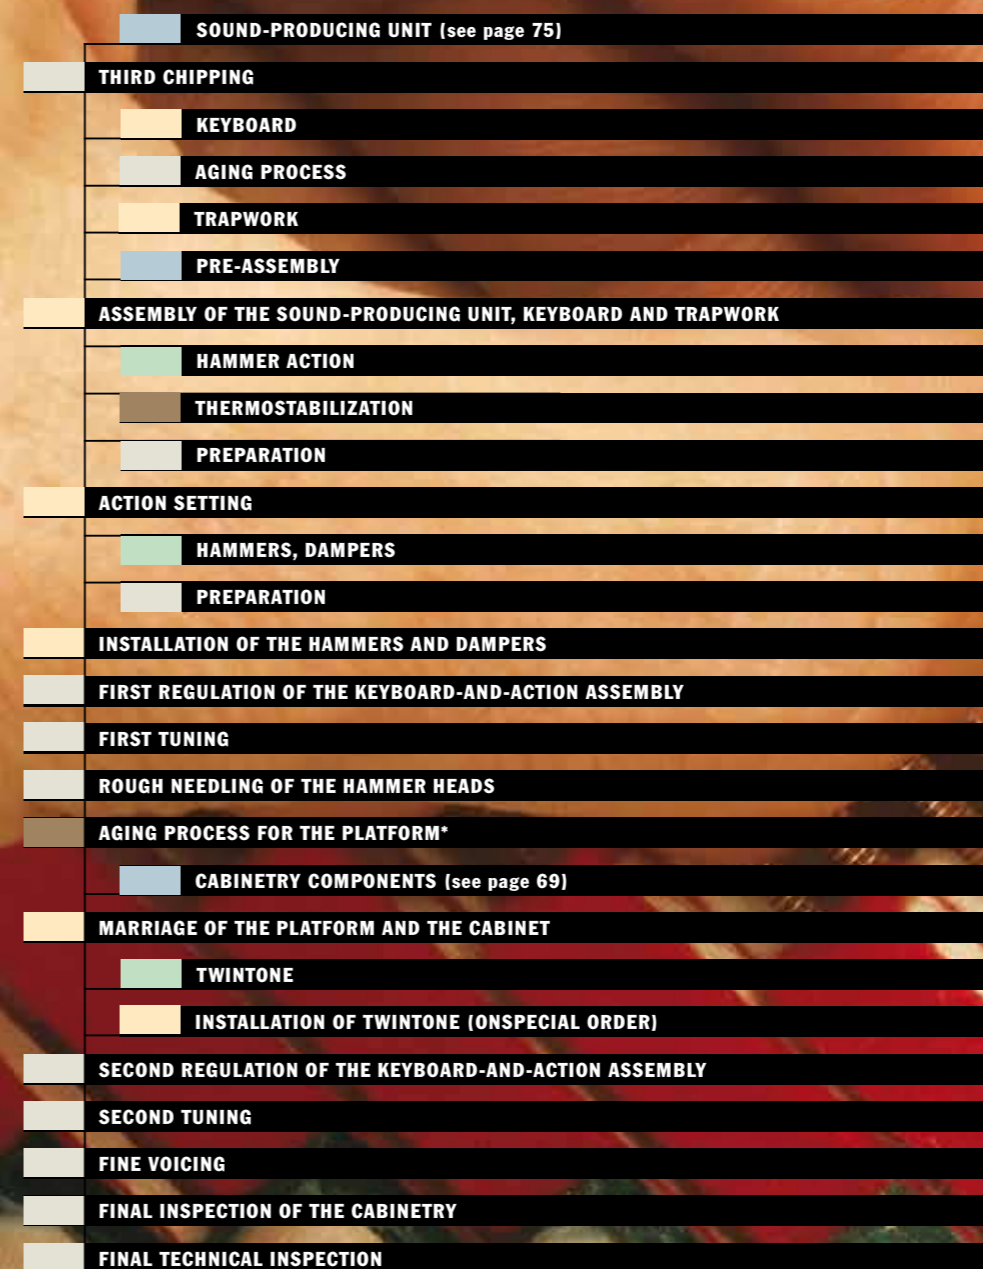 SOUND-PRODUCING UNIT (see page 75)
THIRD CHIPPING
KEYBOARD
AGING PROCESS
TRAPWORK
PRE-ASSEMBLY
ASSEMBLY OF THE SOUND-PRODUCING UNIT, KEYBOARD AND TRAPWORK
HAMMER ACTION
THERMOSTABILIZATION
PREPARATION
ACTION SETTING
HAMMERS, DAMPERS
PREPARATION
INSTALLATION OF THE HAMMERS AND DAMPERS
FIRST REGULATION OF THE KEYBOARD-AND-ACTION ASSEMBLY
FIRST TUNING
ROUGH NEEDLING OF THE HAMMER HEADS
AGING PROCESS FOR THE PLATFORM*
CABINETRY COMPONENTS (see page 69)
MARRIAGE OF THE PLATFORM AND THE CABINET
TWINTONE
INSTALLATION OF TWINTONE (ONSPECIAL ORDER)
SECOND REGULATION OF THE KEYBOARD-AND-ACTION ASSEMBLY
SECOND TUNING
FINE VOICING
FINAL INSPECTION OF THE CABINETRY
FINAL TECHNICAL INSPECTION